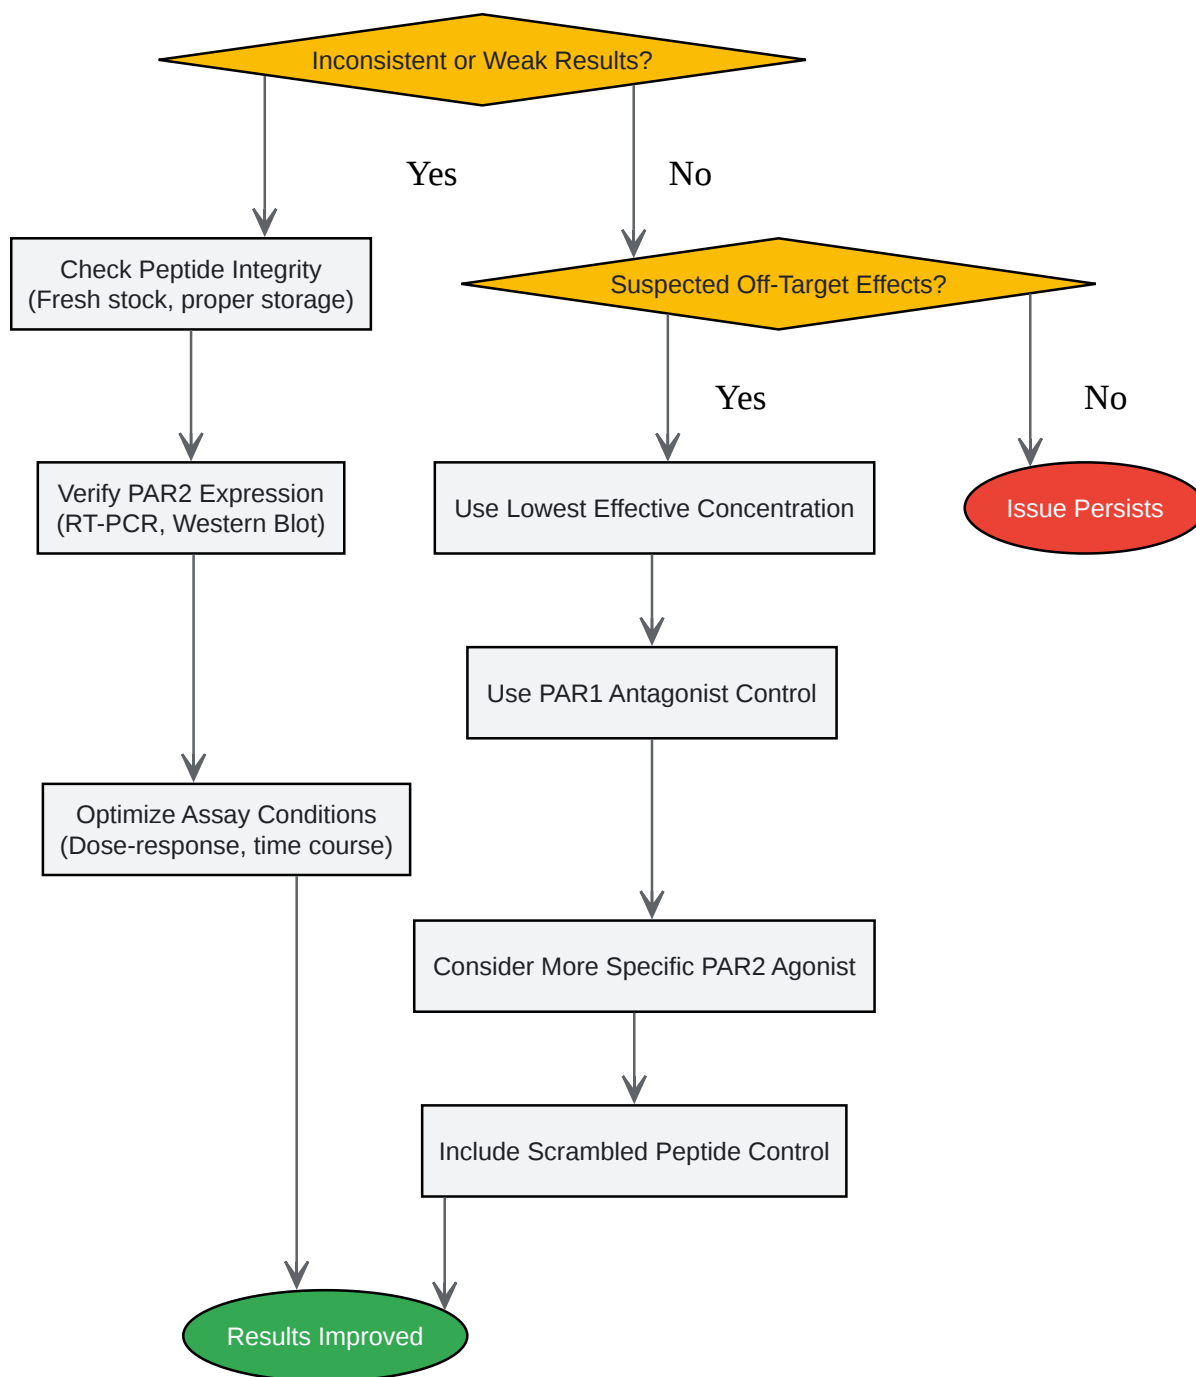 Inconsistent or Weak Results?
Yes
No
Check Peptide Integrity
(Fresh stock, proper storage)
Suspected Off-Target Effects?
Yes
No
Verify PAR2 Expression
(RT-PCR, Western Blot)
Use Lowest Effective Concentration
Issue Persists
Use PAR1 Antagonist Control
Optimize Assay Conditions
(Dose-response, time course)
Consider More Specific PAR2 Agonist
Include Scrambled Peptide Control
Results Improved